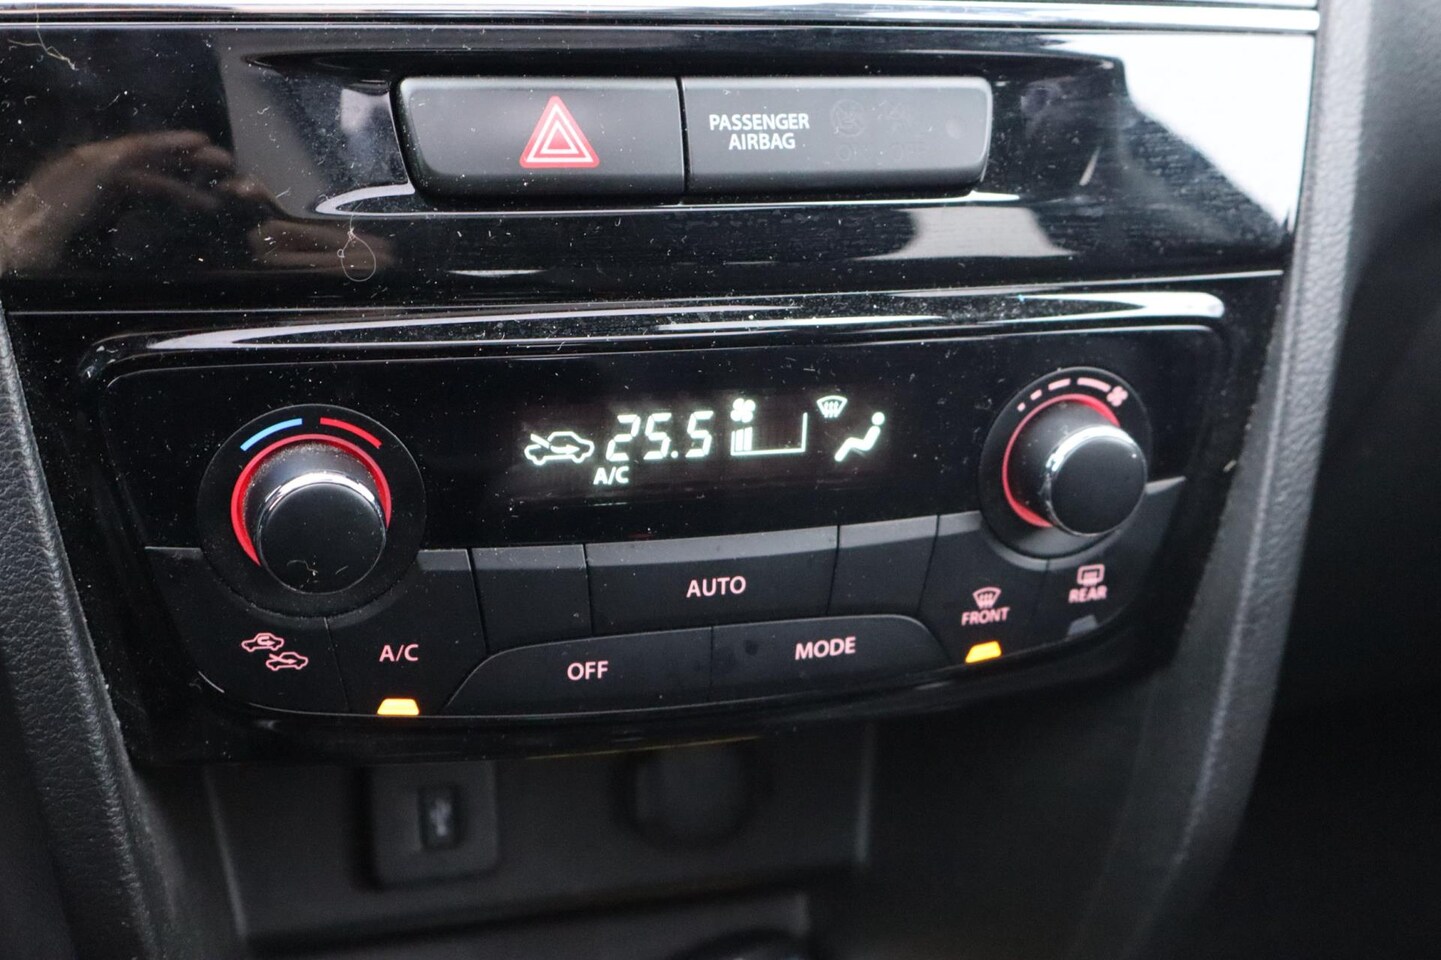 PASSENGER
AIRBAG
25.5
A/C
AUTO
FRONT
REAR
A/C
OFF
MODE